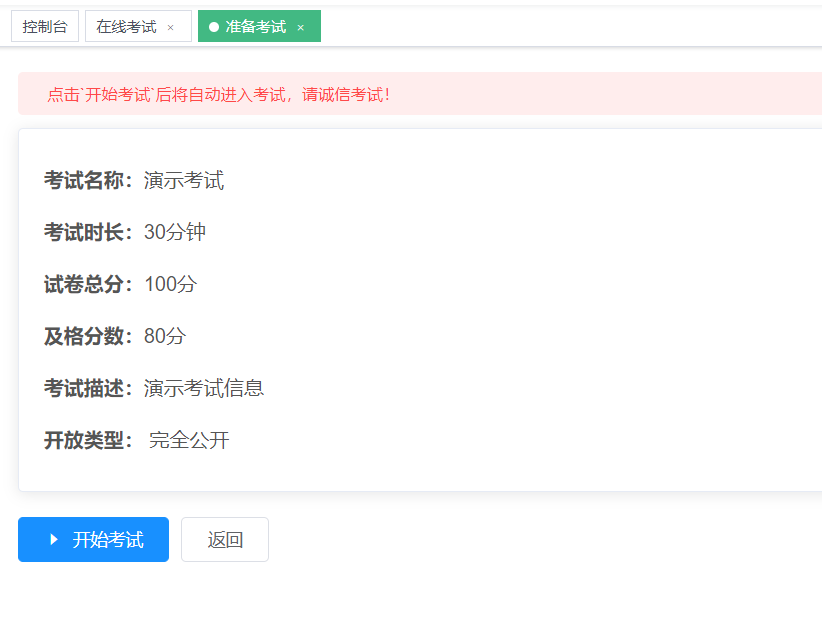 控制台 在线考试 × 准备考试 ×
点击`开始考试`后将自动进入考试，请诚信考试！
考试名称：演示考试
考试时长：30分钟
试卷总分：100分
及格分数：80分
考试描述：演示考试信息
开放类型： 完全公开
开始考试 返回